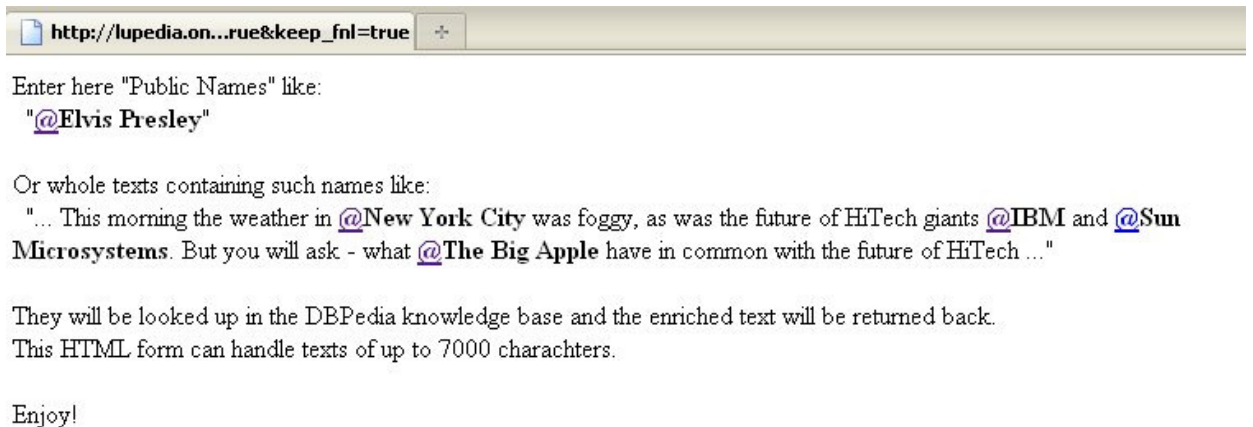 http://lupedia.on...rue&keep_fnl=true
Enter here "Public Names" like:
"@Elvis Presley"
Or whole texts containing such names like:
"... This morning the weather in @New York City was foggy, as was the future of HiTech giants @IBM and @Sun
Microsystems. But you will ask - what @The Big Apple have in common with the future of HiTech ..."
They will be looked up in the DBPedia knowledge base and the enriched text will be returned back.
This HTML form can handle texts of up to 7000 charachters.
Enjoy!